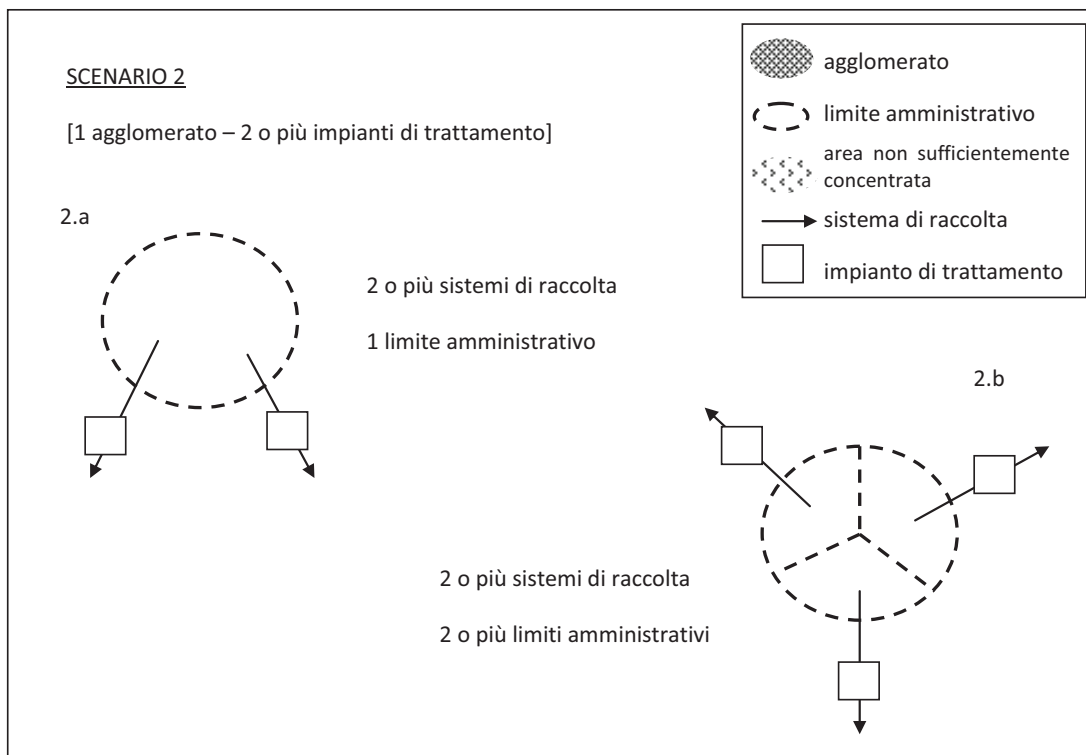 SCENARIO 2
[1 agglomerato – 2 o più impianti di trattamento]
agglomerato
limite amministrativo
area non sufficientemente
concentrata
sistema di raccolta
impianto di trattamento
2.a
2 o più sistemi di raccolta
1 limite amministrativo
2.b
2 o più sistemi di raccolta
2 o più limiti amministrativi